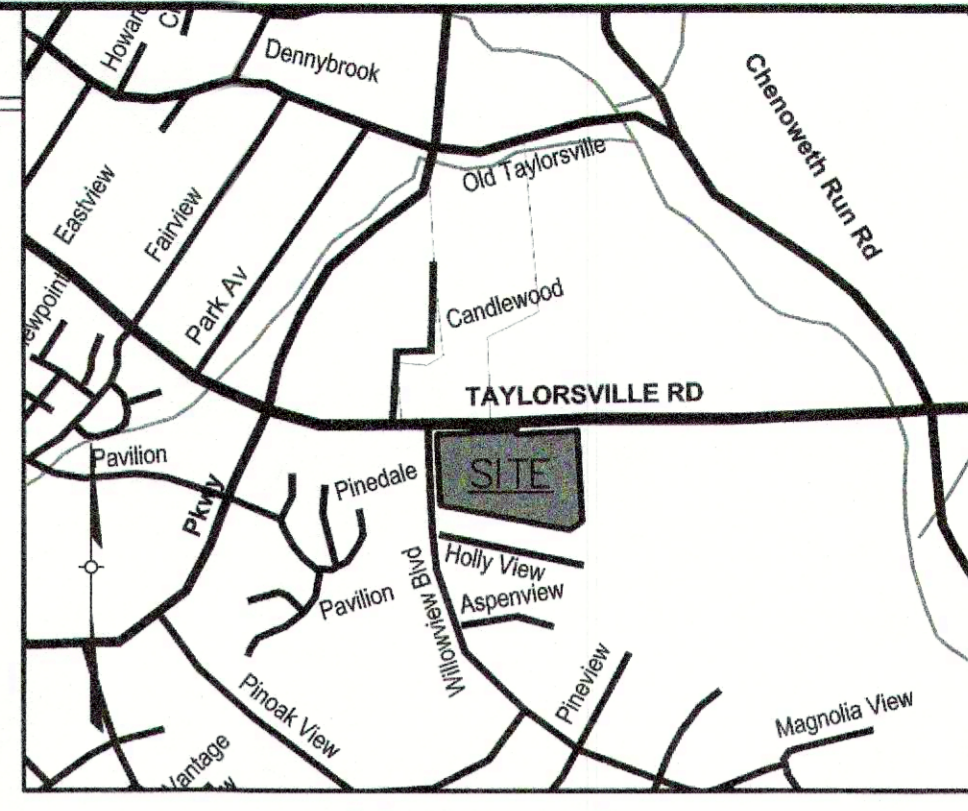 Howard
Dennybrook
Chenoweth Run Rd
Old Taylorsville
Eastview
Fairview
Park Av
Candlewood
TAYLORSVILLE RD
Pavilion
Pkwy
Pinedale
SITE
Holly View
Willowview Blvd
Aspenview
Pavilion
Pinoak View
Pineview
Magnolia View
Vantage